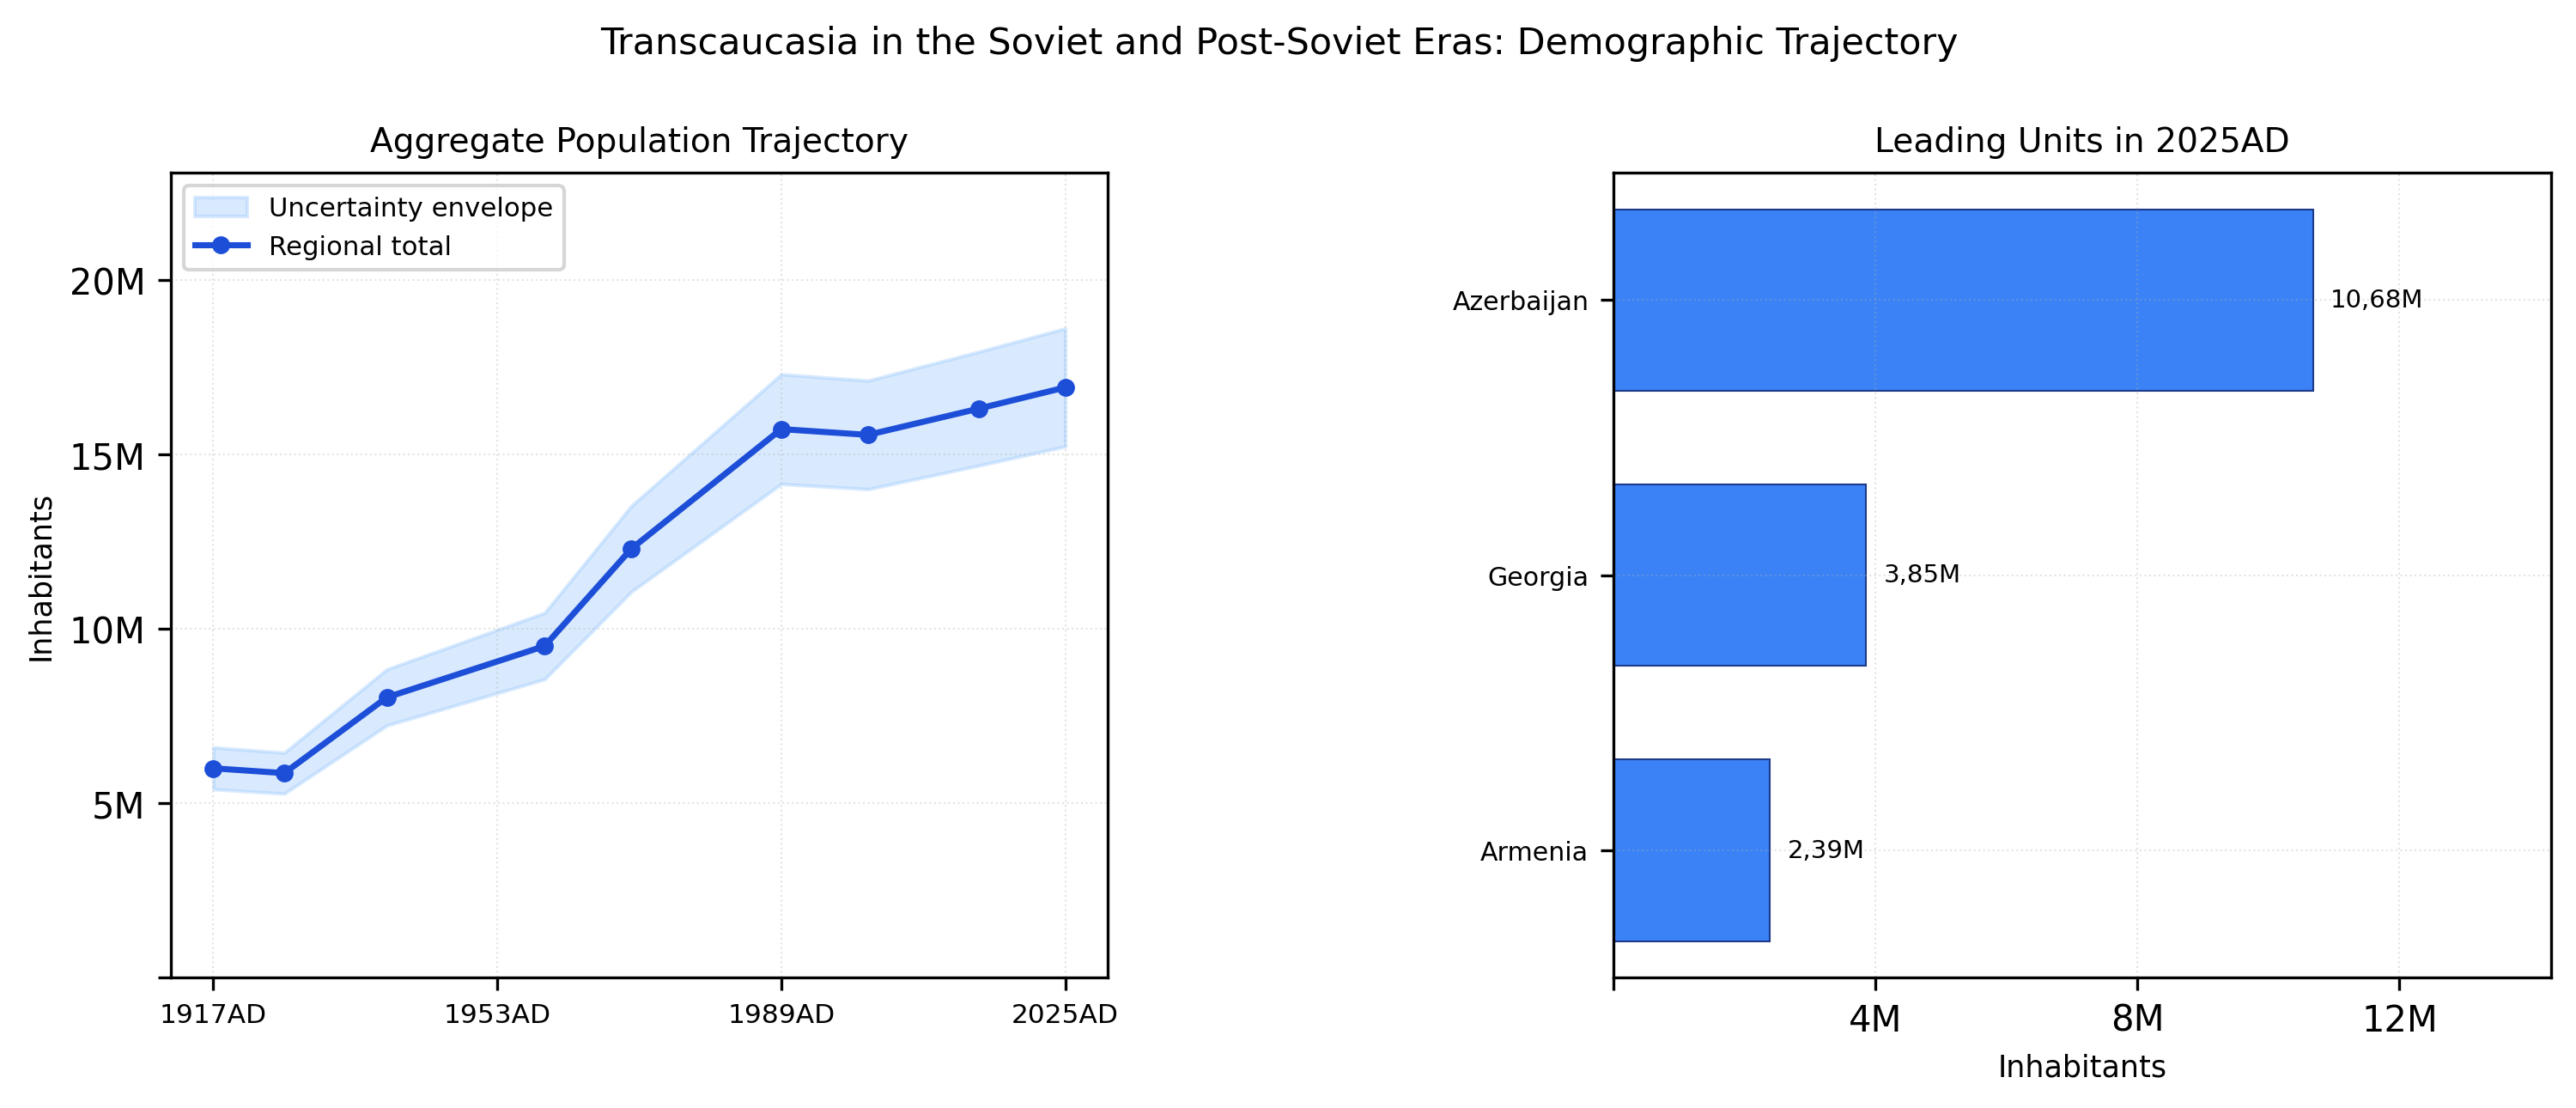 Transcaucasia in the Soviet and Post-Soviet Eras: Demographic Trajectory
Aggregate Population Trajectory
Uncertainty envelope
Regional total
20M
15M
10M
5M
Inhabitants
1917AD 1953AD 1989AD 2025AD
Leading Units in 2025AD
Azerbaijan 10,68M
Georgia 3,85M
Armenia 2,39M
4M 8M 12M
Inhabitants